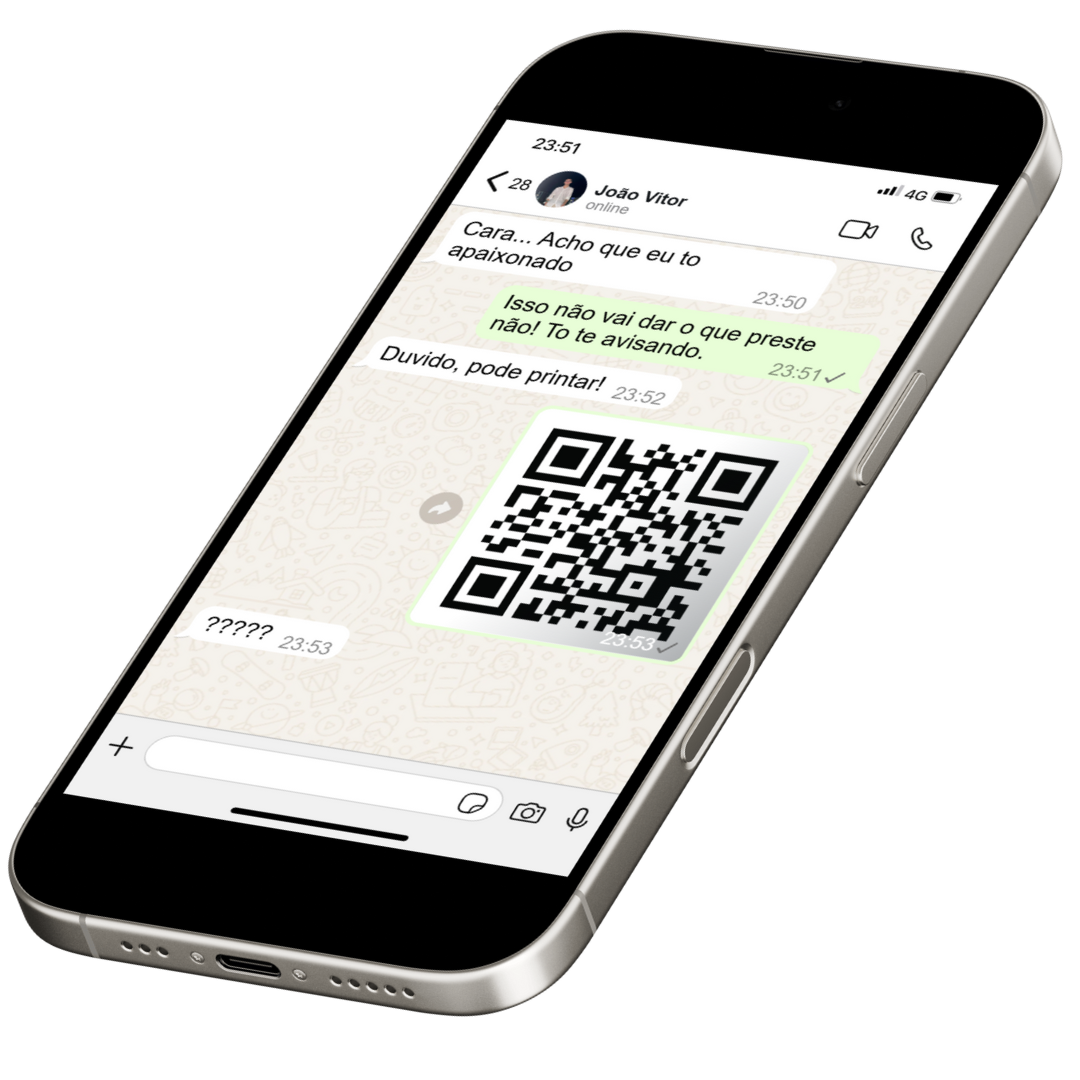 23:51
4G
28
João Vitor
online
Cara... Acho que eu to
apaixonado
23:50
Isso não vai dar o que preste
não! To te avisando.
23:51
Duvido, pode printar!
23:52
23:53
?????
23:53